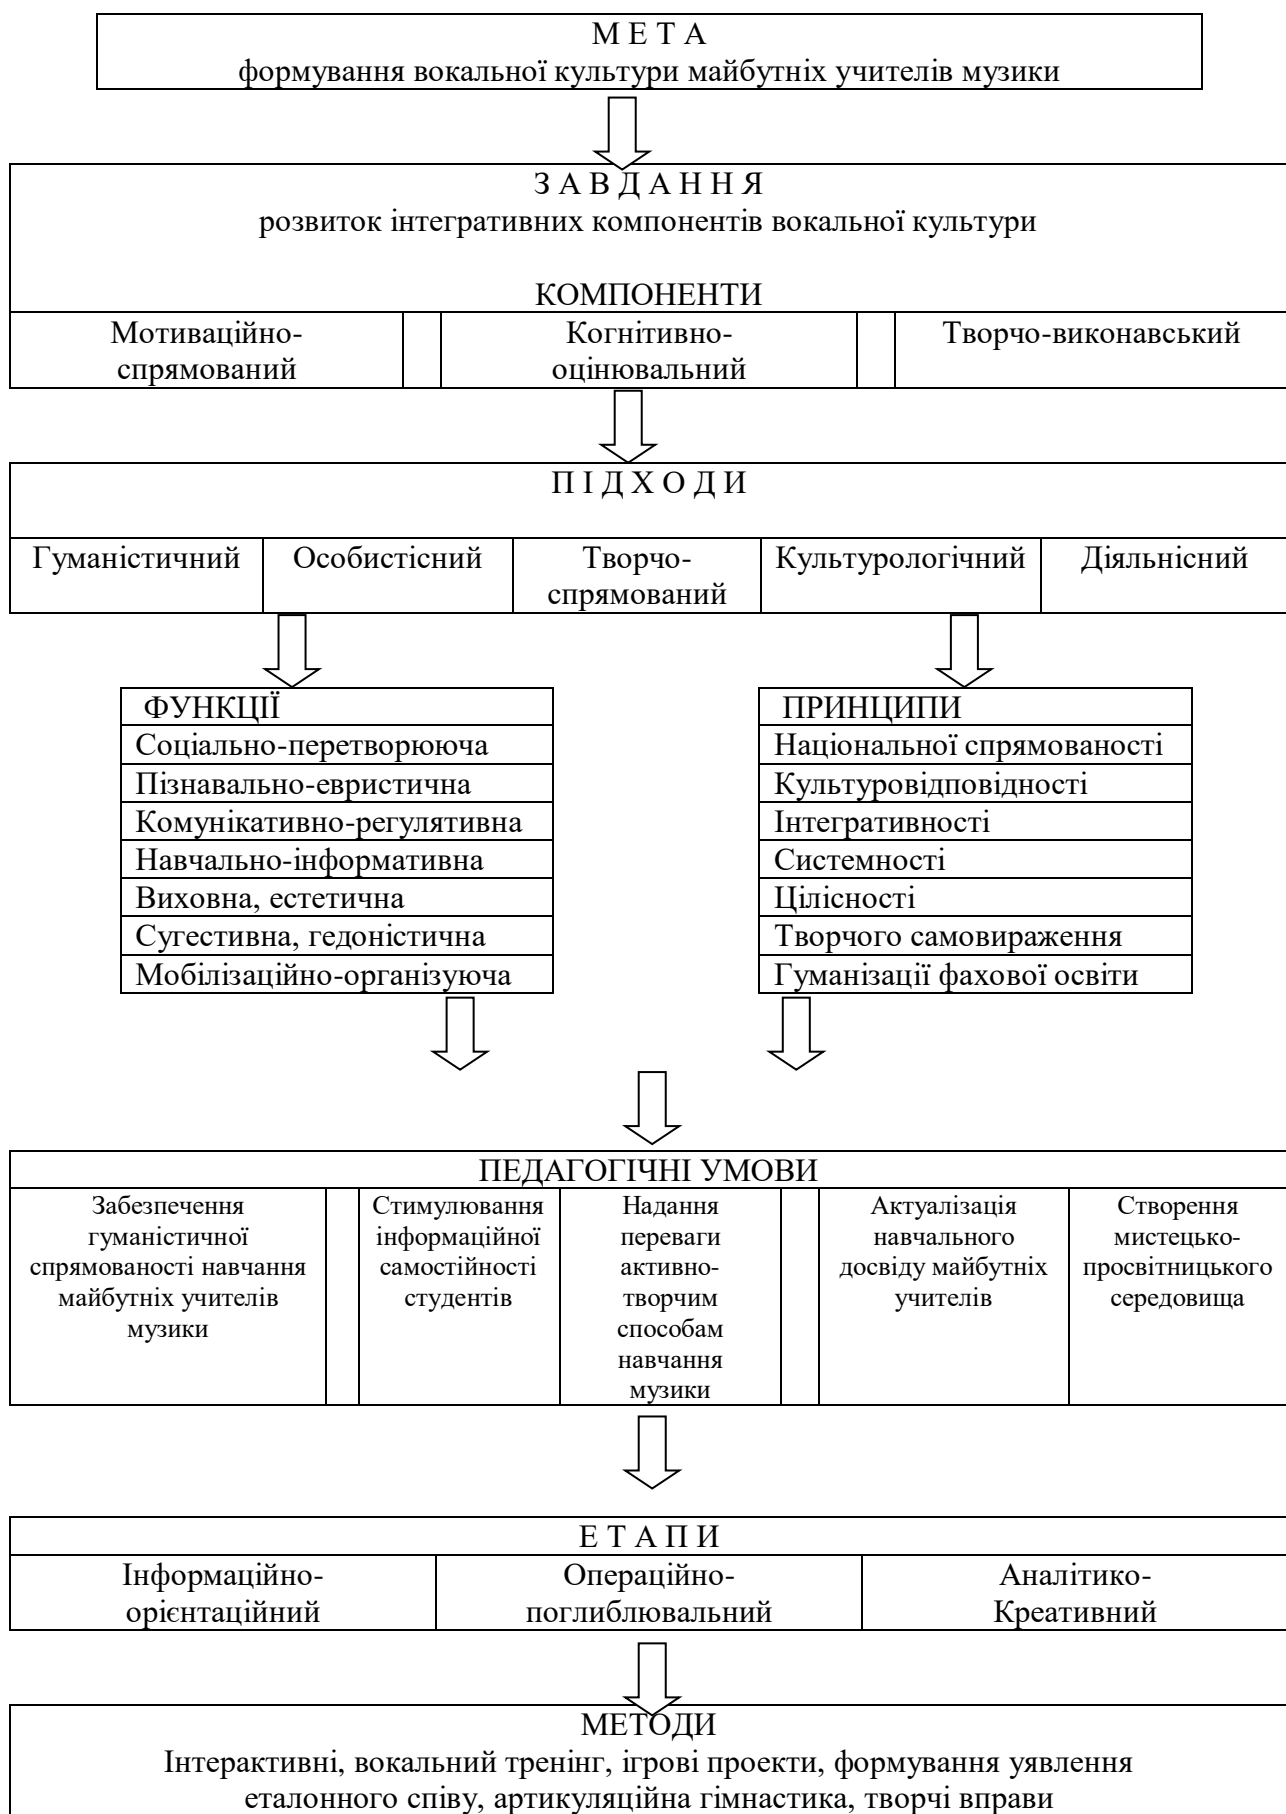 М Е Т А
формування вокальної культури майбутніх учителів музики
З А В Д А Н Н Я
розвиток інтегративних компонентів вокальної культури
КОМПОНЕНТИ
Мотиваційно-
спрямований
Когнітивно-
оцінювальний
Творчо-виконавський
П І Д Х О Д И
Гуманістичний
Особистісний
Творчо-
спрямований
Культурологічний
Діяльнісний
ФУНКЦІЇ
Соціально-перетворююча
Пізнавально-евристична
Комунікативно-регулятивна
Навчально-інформативна
Виховна, естетична
Сугестивна, гедоністична
Мобілізаційно-організуюча
ПРИНЦИПИ
Національної спрямованості
Культуровідповідності
Інтегративності
Системності
Цілісності
Творчого самовираження
Гуманізації фахової освіти
ПЕДАГОГІЧНІ УМОВИ
Забезпечення
гуманістичної
спрямованості навчання
майбутніх учителів
музики
Стимулювання
інформаційної
самостійності
студентів
Надання
переваги
активно-
творчим
способам
навчання
музики
Актуалізація
навчального
досвіду майбутніх
учителів
Створення
мистецько-
просвітницького
середовища
Е Т А П И
Інформаційно-
орієнтаційний
Операційно-
поглиблювальний
Аналітико-
Креативний
МЕТОДИ
Інтерактивні, вокальний тренінг, ігрові проекти, формування уявлення
еталонного співу, артикуляційна гімнастика, творчі вправи